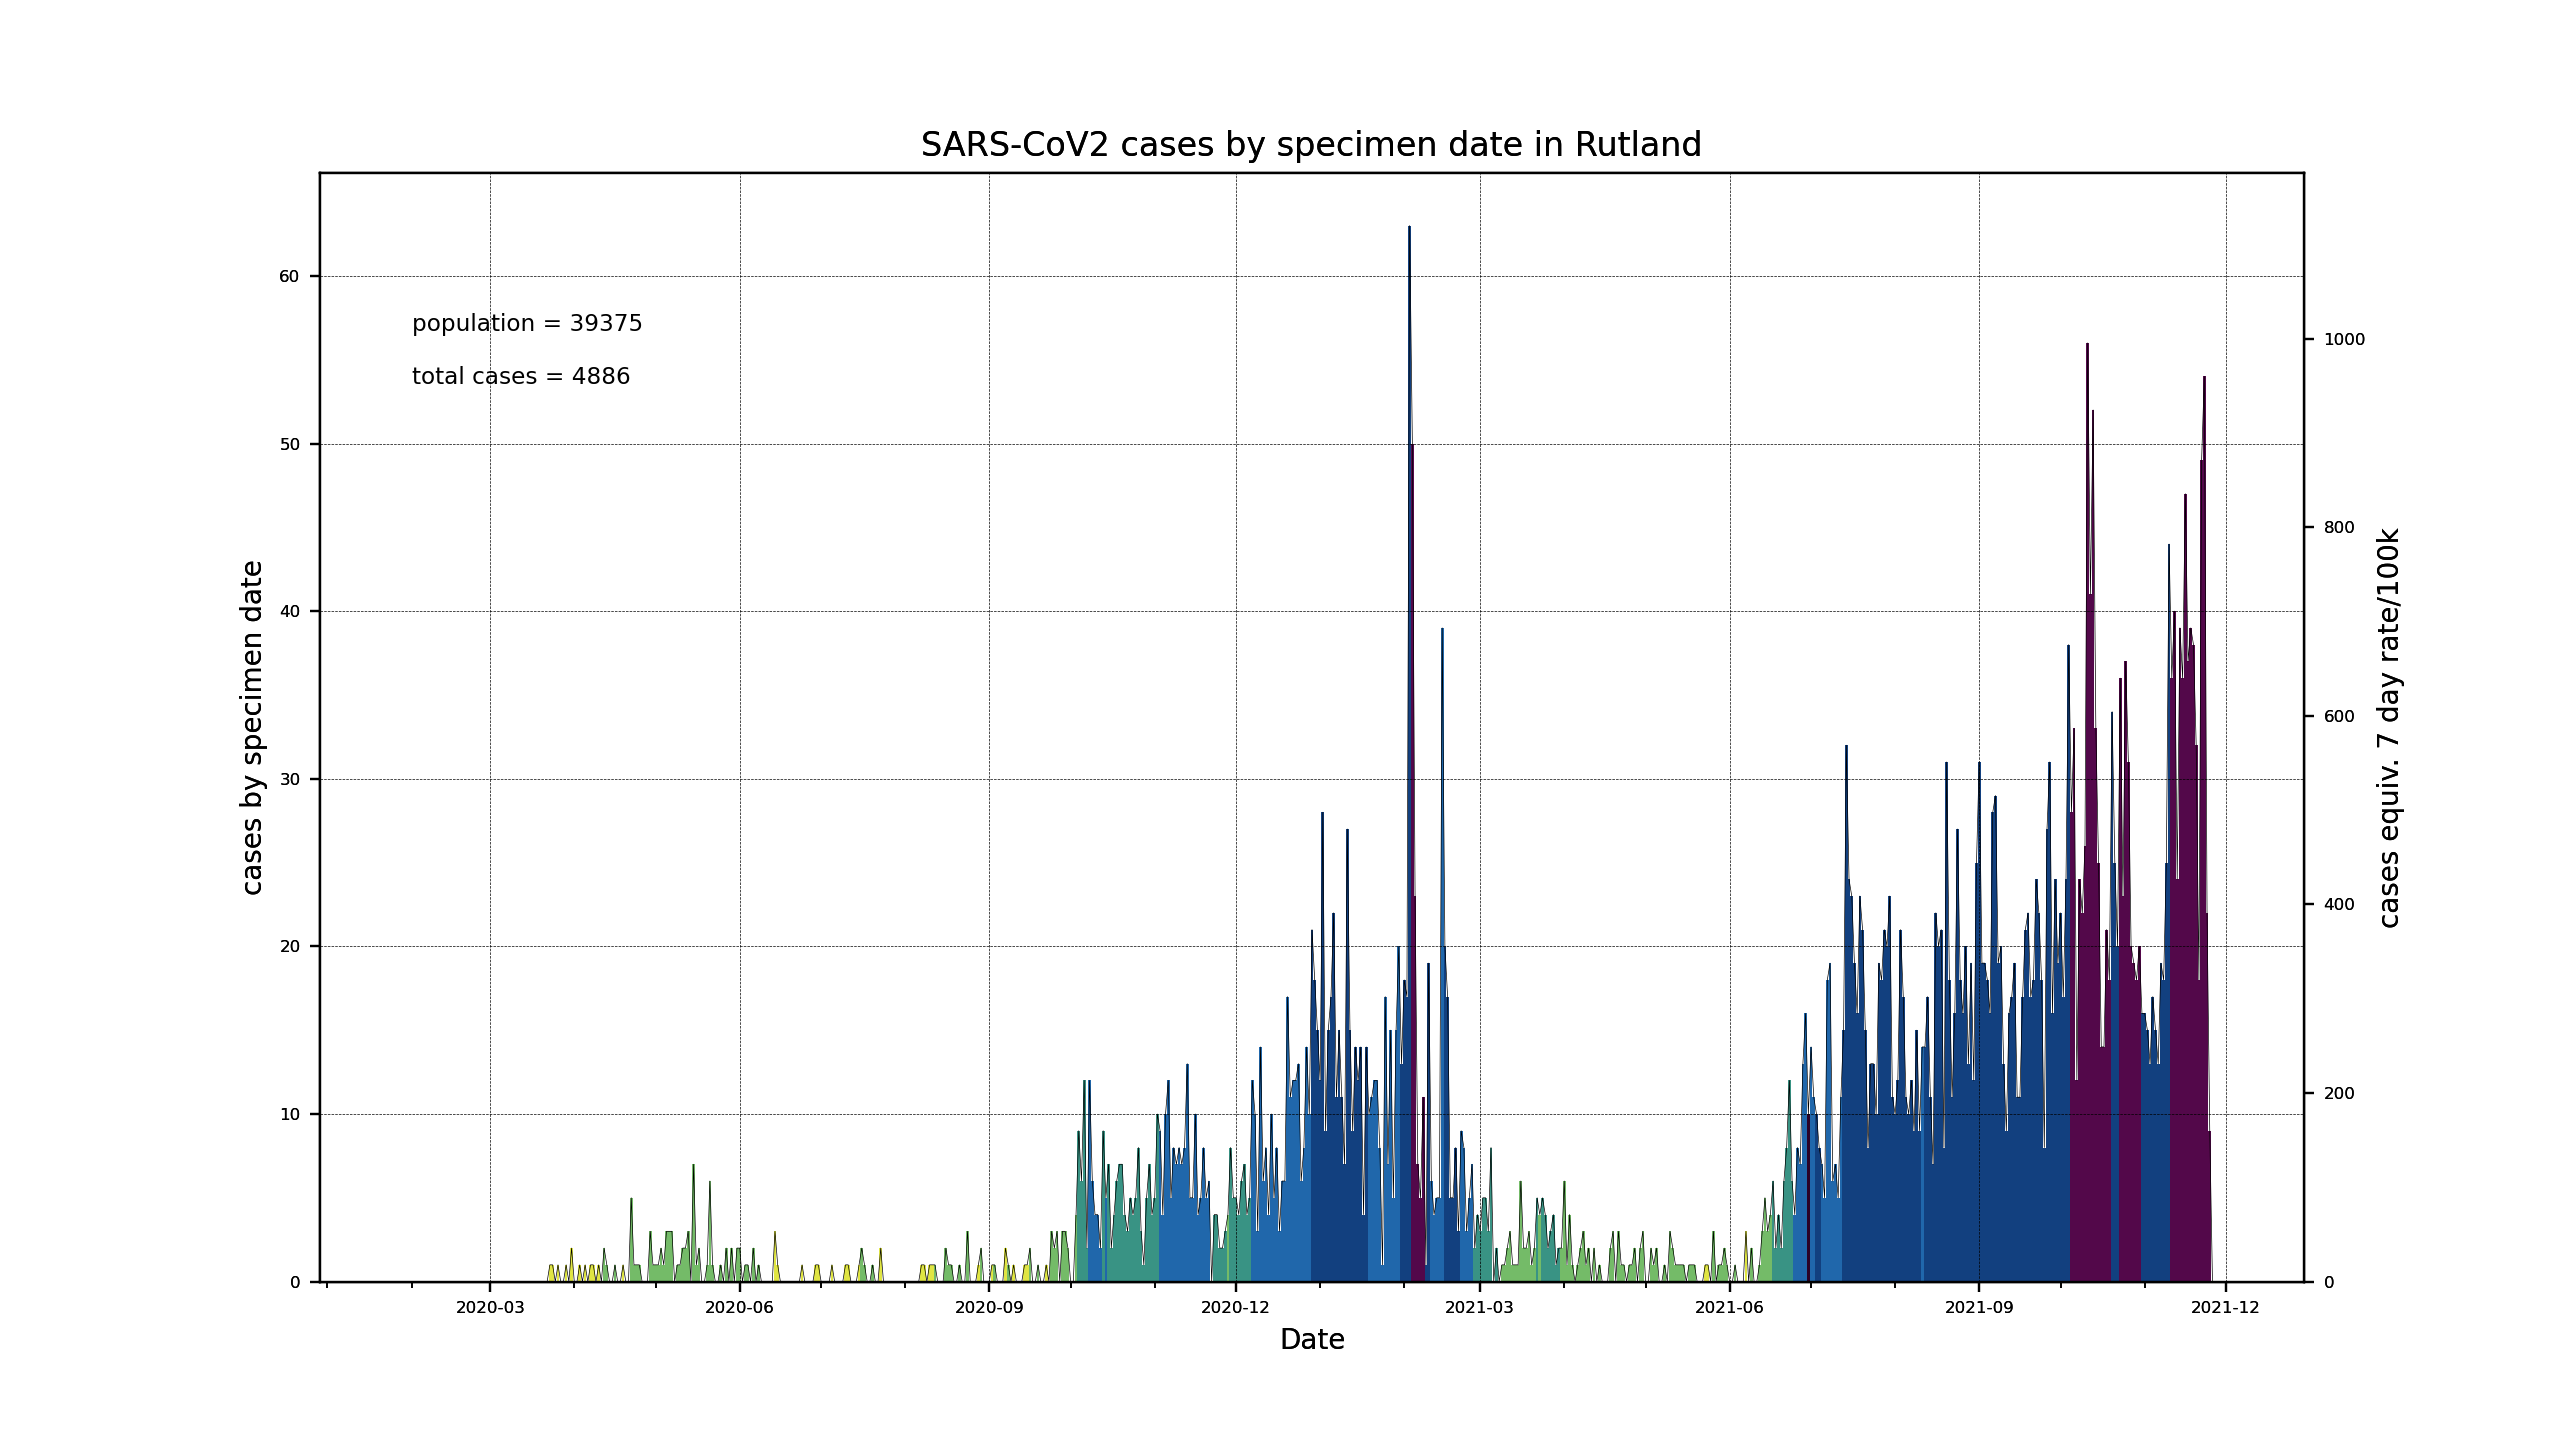 SARS-CoV2 cases by specimen date in Rutland
population = 39375
total cases = 4886
cases by specimen date
60
50
40
30
20
10
0
1000
800
600
400
200
0
cases equiv. 7 day rate/100k
2020-03 2020-06 2020-09 2020-12 2021-03 2021-06 2021-09 2021-12
Date